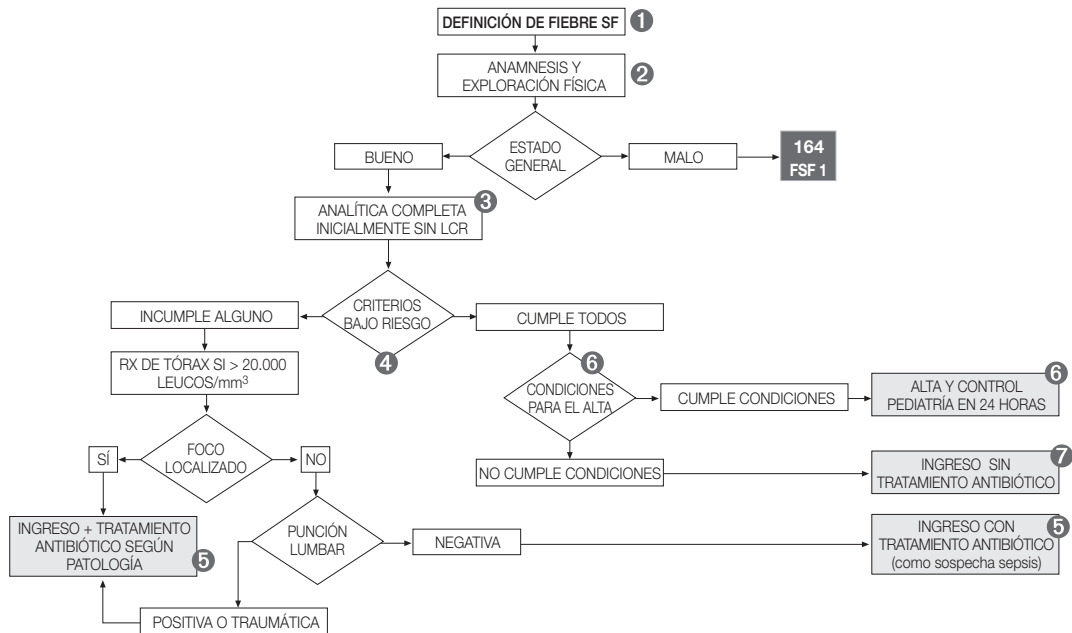 DEFINICIÓN DE FIEBRE SF 1
ANAMNESIS Y
EXPLORACIÓN FÍSICA 2
ESTADO
GENERAL
BUENO
MALO
164
FSF 1
ANALÍTICA COMPLETA
INICIALMENTE SIN LCR
3
CRITERIOS
BAJO RIESGO
4
INCUMPLE ALGUNO
CUMPLE TODOS
RX DE TÓRAX SI > 20.000
LEUCOS/mm³
6
CONDICIONES
PARA EL ALTA
CUMPLE CONDICIONES
ALTA Y CONTROL
PEDIATRÍA EN 24 HORAS
6
FOCO
LOCALIZADO
SÍ
NO
NO CUMPLE CONDICIONES
INGRESO SIN
TRATAMIENTO ANTIBIÓTICO
7
INGRESO + TRATAMIENTO
ANTIBIÓTICO SEGÚN
PATOLOGÍA
5
PUNCIÓN
LUMBAR
NEGATIVA
INGRESO CON
TRATAMIENTO ANTIBIÓTICO
(como sospecha sepsis)
5
POSITIVA O TRAUMÁTICA